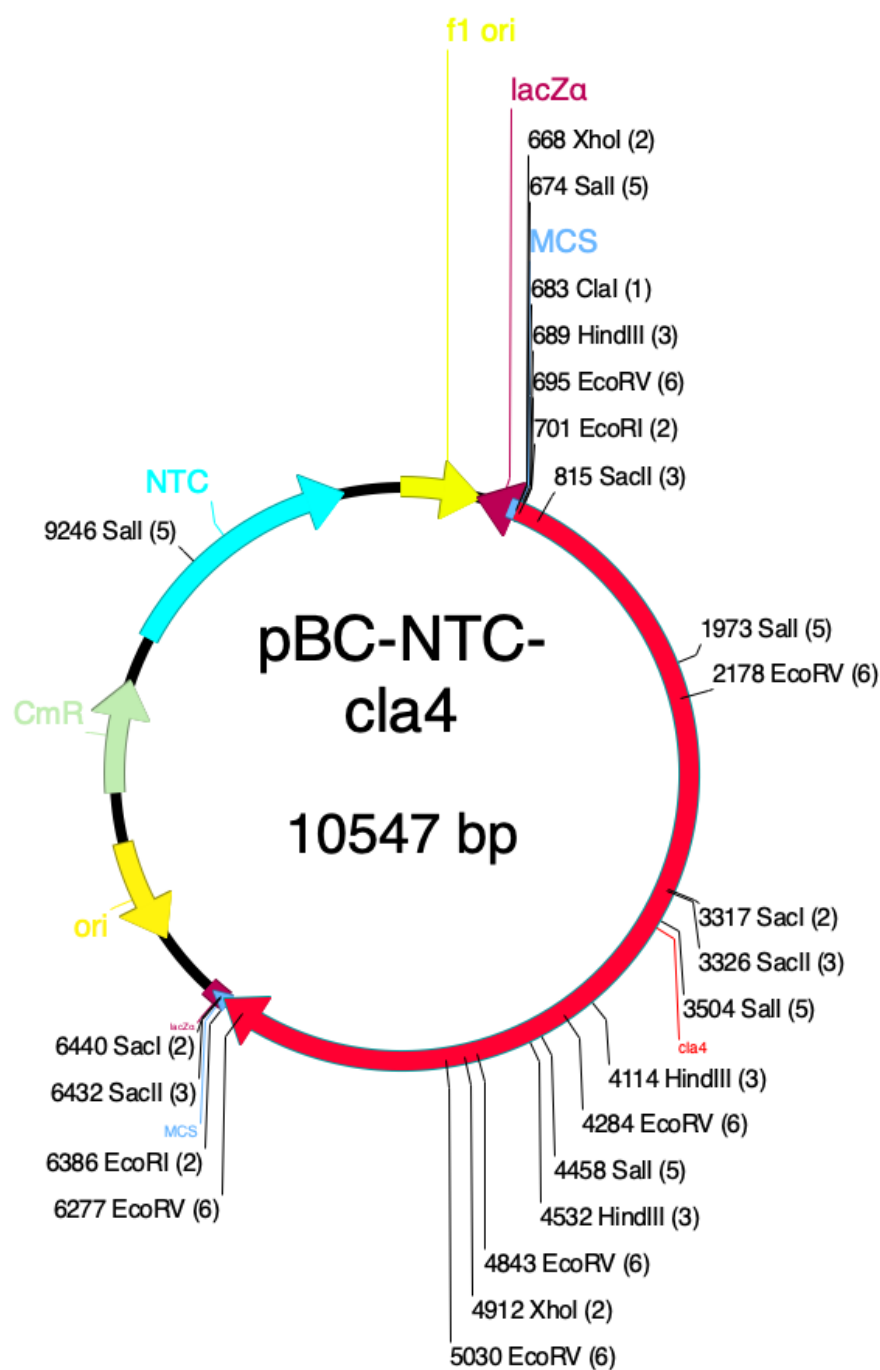 f1 ori
lacZα
668 XhoI (2)
674 SalI (5)
MCS
683 ClaI (1)
689 HindIII (3)
695 EcoRV (6)
701 EcoRI (2)
815 SacII (3)
NTC
9246 SalI (5)
pBC-NTC-
cla4
10547 bp
1973 SalI (5)
2178 EcoRV (6)
CmR
ori
3317 SacI (2)
3326 SacII (3)
3504 SalI (5)
cla4
4114 HindIII (3)
4284 EcoRV (6)
4458 SalI (5)
4532 HindIII (3)
4843 EcoRV (6)
4912 XhoI (2)
5030 EcoRV (6)
lacZα
6440 SacI (2)
6432 SacII (3)
MCS
6386 EcoRI (2)
6277 EcoRV (6)